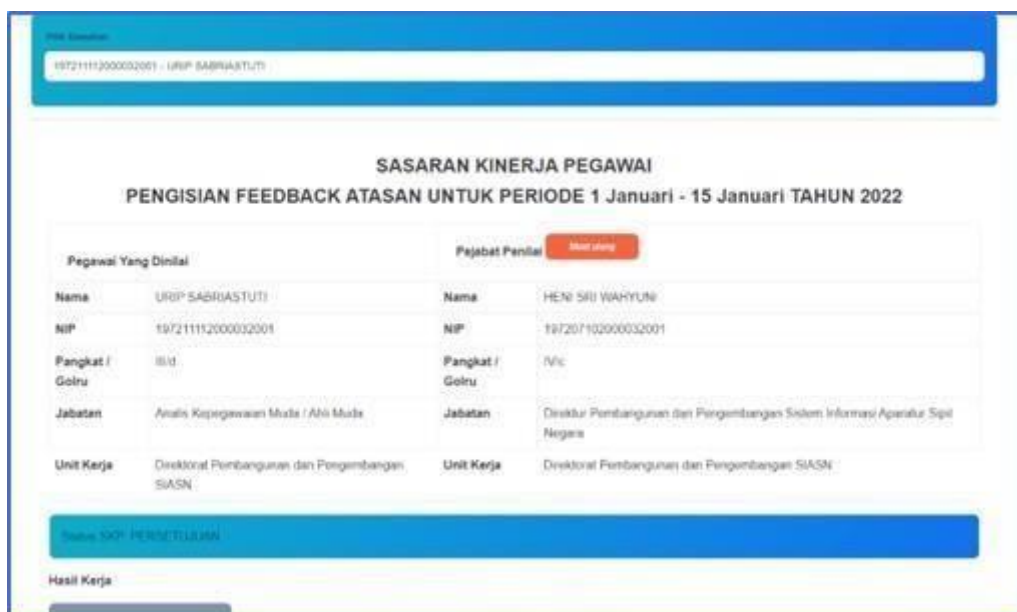 197211112000032001 - URIP SABRIASTUTI
SASARAN KINERJA PEGAWAI
PENGISIAN FEEDBACK ATASAN UNTUK PERIODE 1 Januari - 15 Januari TAHUN 2022
Pegawai Yang Dinilai
Pejabat Penilai
Nama URIP SABRIASTUTI Nama HENI SRI WAHYUNI
NIP 197211112000032001 NIP 197207102000032001
Pangkat / III/d Pangkat / IV/c
Golru Golru
Jabatan Analis Kepegawaian Muda / Ahli Muda Jabatan Direktur Pembangunan dan Pengembangan Sistem Informasi Aparatur Sipil
Negara
Unit Kerja Direktorat Pembangunan dan Pengembangan Unit Kerja Direktorat Pembangunan dan Pengembangan SIASN
SIASN
Status SKP: PERSETUJUAN
Hasil Kerja